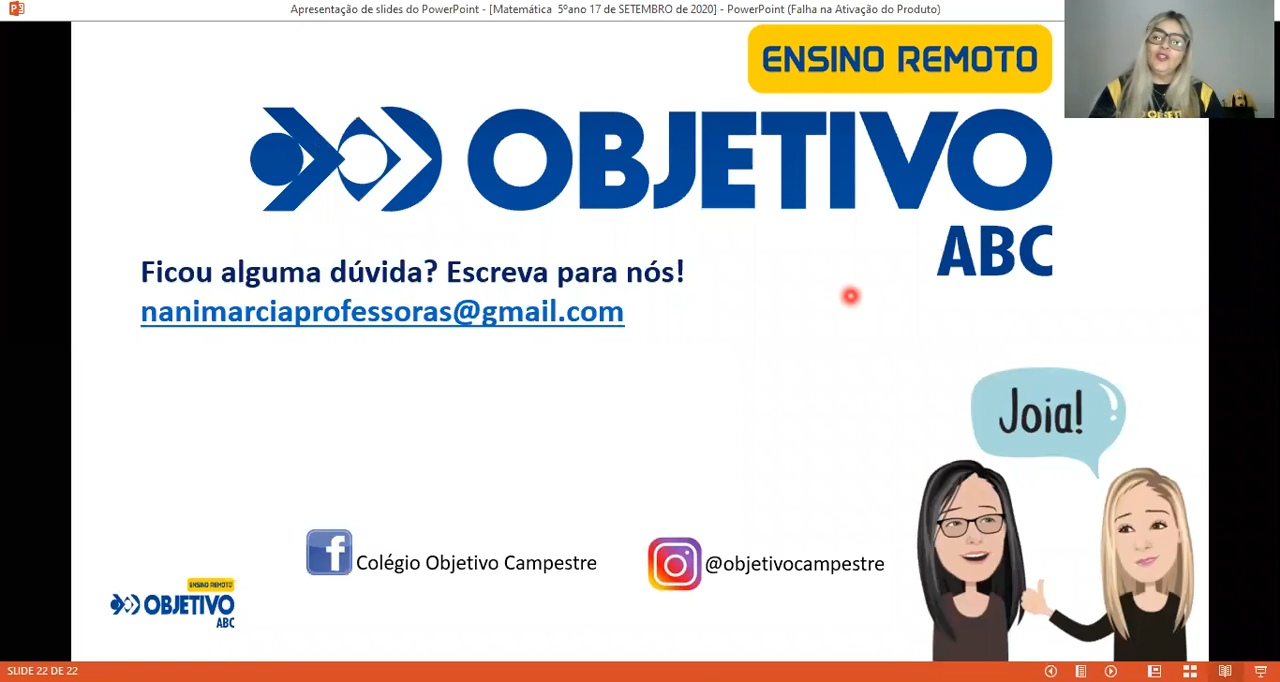 Apresentação de slides do PowerPoint - [Matemática 5ºano 17 de SETEMBRO de 2020] - PowerPoint (Falha na Ativação do Produto)
ENSINO REMOTO
OBJETIVO
ABC
Ficou alguma dúvida? Escreva para nós!
nanimarciaprofessoras@gmail.com
Joia!
Colégio Objetivo Campestre
@objetivocampestre
ENSINO REMOTO
OBJETIVO
ABC
SLIDE 22 DE 22